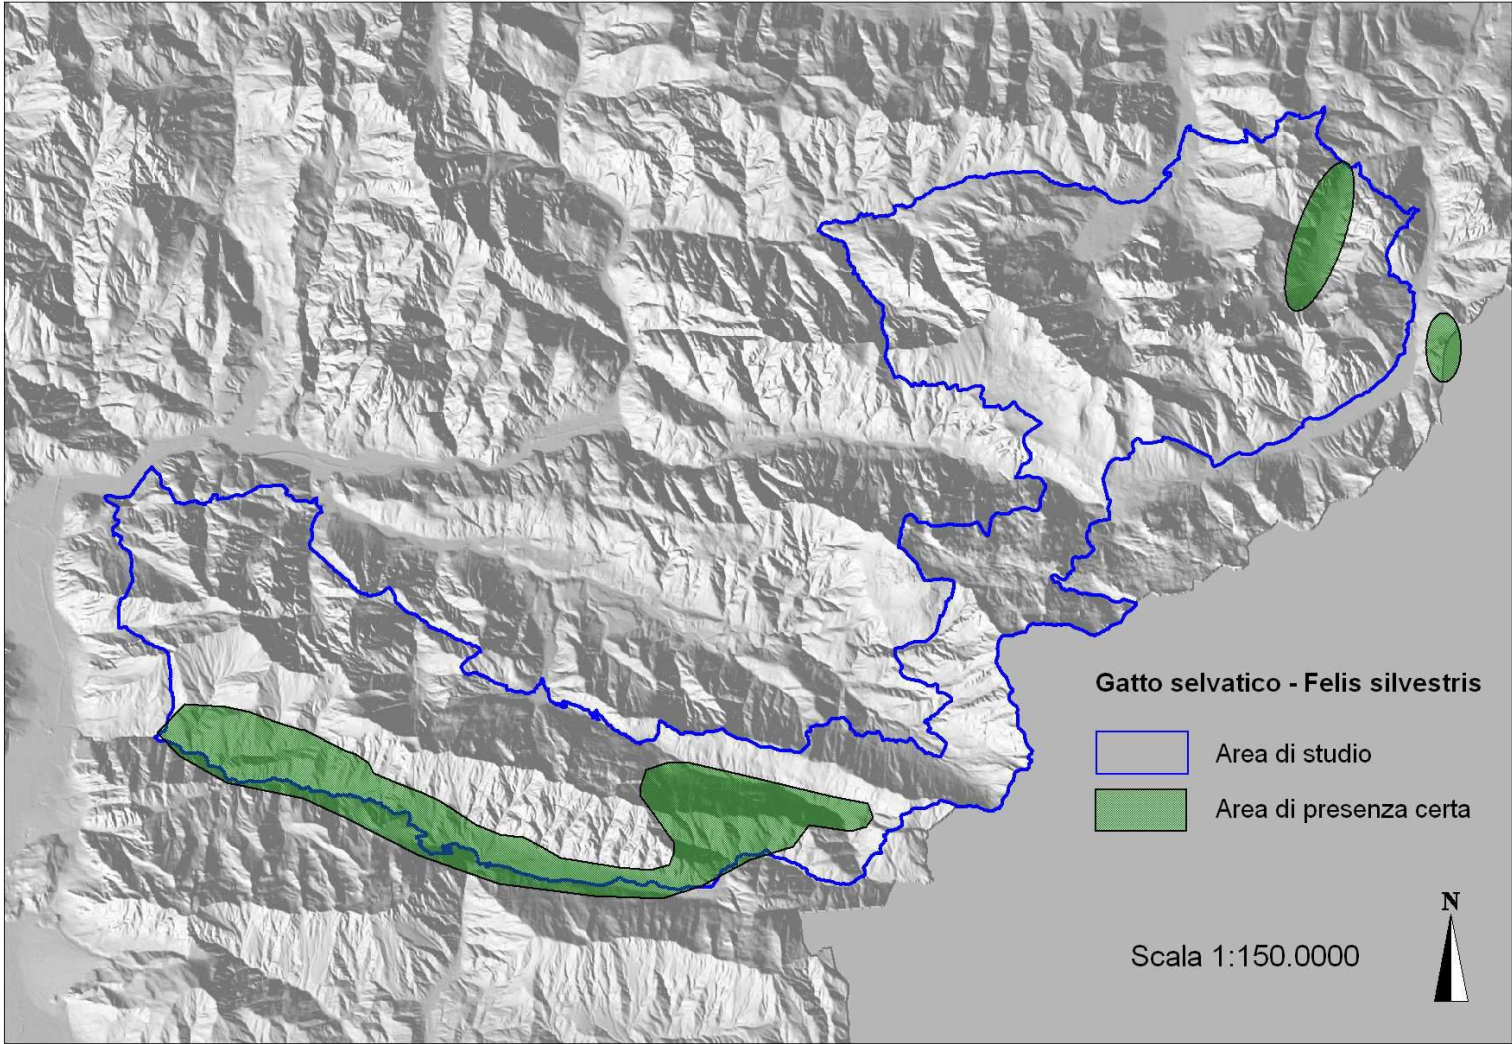 Gatto selvatico - Felis silvestris
Area di studio
Area di presenza certa
N
Scala 1:150.0000